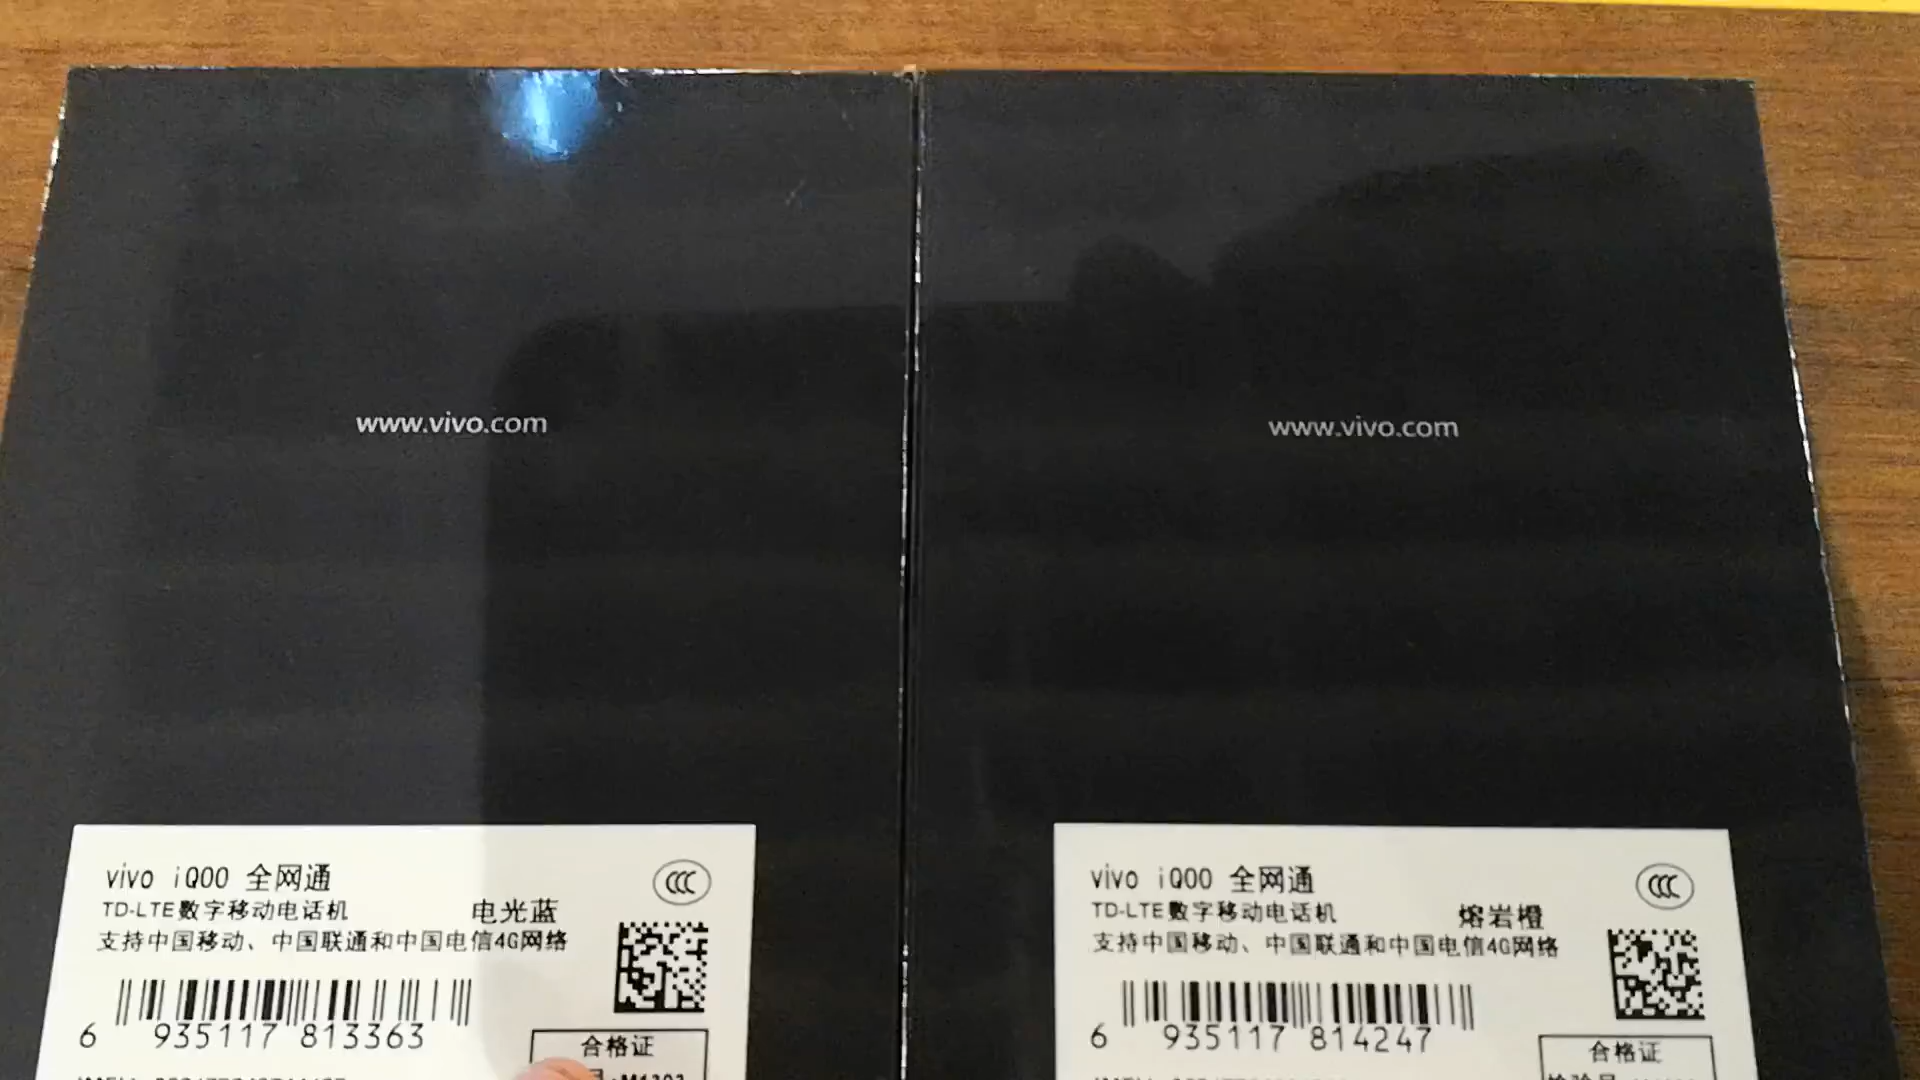 www.vivo.com
www.vivo.com
vivo iQOO 全网通
TD-LTE数字移动电话机
电光蓝
支持中国移动、中国联通和中国电信4G网络
6 935117 813363
合格证
vivo iQOO 全网通
TD-LTE数字移动电话机
熔岩橙
支持中国移动、中国联通和中国电信4G网络
6 935117 814247
合格证